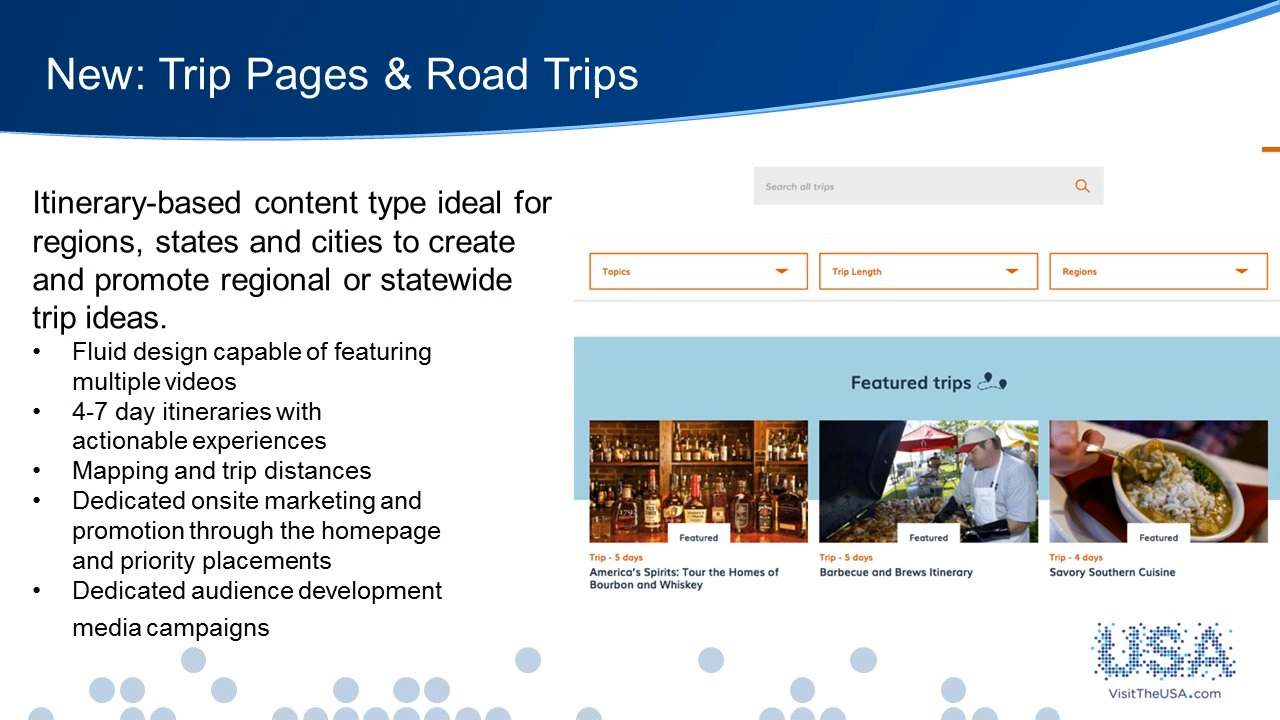 New: Trip Pages & Road Trips
Itinerary-based content type ideal for
regions, states and cities to create
and promote regional or statewide
trip ideas.
• Fluid design capable of featuring
multiple videos
• 4-7 day itineraries with
actionable experiences
• Mapping and trip distances
• Dedicated onsite marketing and
promotion through the homepage
and priority placements
• Dedicated audience development
media campaigns
Search all trips
Topics
Trip Length
Regions
Featured trips
Featured
Featured
Featured
Trip - 5 days
America's Spirits: Tour the Homes of
Bourbon and Whiskey
Trip - 5 days
Barbecue and Brews Itinerary
Trip - 4 days
Savory Southern Cuisine
USA
VisitTheUSA.com